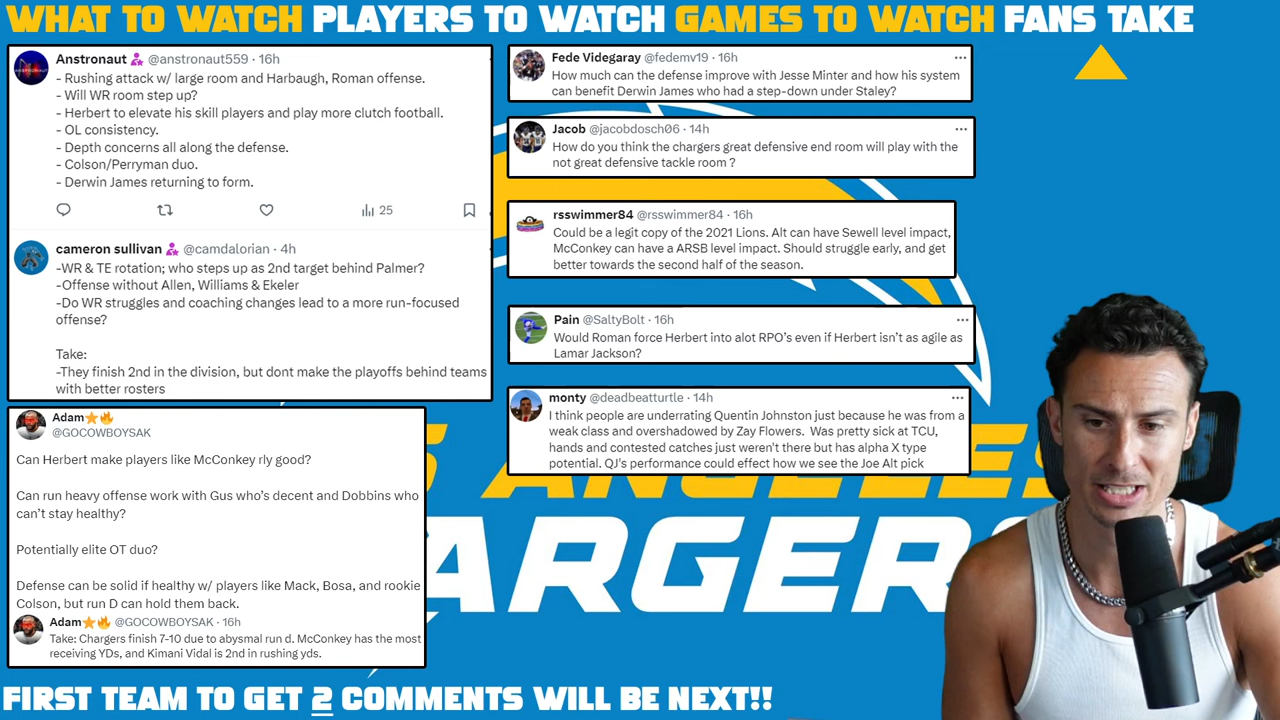 WHAT TO WATCH PLAYERS TO WATCH GAMES TO WATCH FANS TAKE
Anstronaut @anstronaut559 · 16h
- Rushing attack w/ large room and Harbaugh, Roman offense.
- Will WR room step up?
- Herbert to elevate his skill players and play more clutch football.
- OL consistency.
- Depth concerns all along the defense.
- Colson/Perryman duo.
- Derwin James returning to form.
25
cameron sullivan @camdalorian · 4h
-WR & TE rotation; who steps up as 2nd target behind Palmer?
-Offense without Allen, Williams & Ekeler
-Do WR struggles and coaching changes lead to a more run-focused
offense?
Take:
-They finish 2nd in the division, but dont make the playoffs behind teams
with better rosters
Adam⭐🔥
@GOCOWBOYSAK
Can Herbert make players like McConkey rly good?
Can run heavy offense work with Gus who's decent and Dobbins who
can't stay healthy?
Potentially elite OT duo?
Defense can be solid if healthy w/ players like Mack, Bosa, and rookie
Colson, but run D can hold them back.
Adam⭐🔥 @GOCOWBOYSAK · 16h
Take: Chargers finish 7-10 due to abysmal run d. McConkey has the most
receiving YDs, and Kimani Vidal is 2nd in rushing yds.
Fede Videgaray @fedemv19 · 16h
How much can the defense improve with Jesse Minter and how his system
can benefit Derwin James who had a step-down under Staley?
Jacob @jacobdosch06 · 14h
How do you think the chargers great defensive end room will play with the
not great defensive tackle room ?
rsswimmer84 @rsswimmer84 · 16h
Could be a legit copy of the 2021 Lions. Alt can have Sewell level impact,
McConkey can have a ARSB level impact. Should struggle early, and get
better towards the second half of the season.
Pain @SaltyBolt · 16h
Would Roman force Herbert into alot RPO's even if Herbert isn't as agile as
Lamar Jackson?
monty @deadbeatturtle · 14h
I think people are underrating Quentin Johnston just because he was from a
weak class and overshadowed by Zay Flowers. Was pretty sick at TCU,
hands and contested catches just weren't there but has alpha X type
potential. QJ's performance could effect how we see the Joe Alt pick
S ANGELES
ARGERS
FIRST TEAM TO GET 2 COMMENTS WILL BE NEXT!!